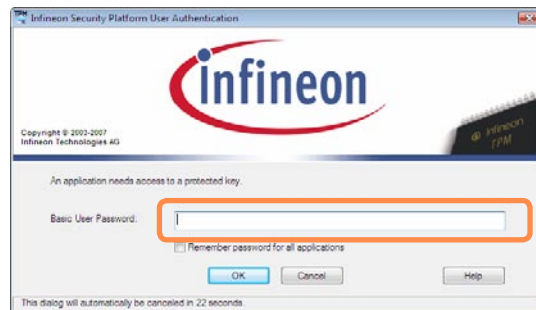 TPM Infineon Security Platform User Authentication
infineon
Copyright © 2003-2007
Infineon Technologies AG
infineon
TPM
An application needs access to a protected key.
Basic User Password:
Remember password for all applications
OK Cancel Help
This dialog will automatically be canceled in 22 seconds.